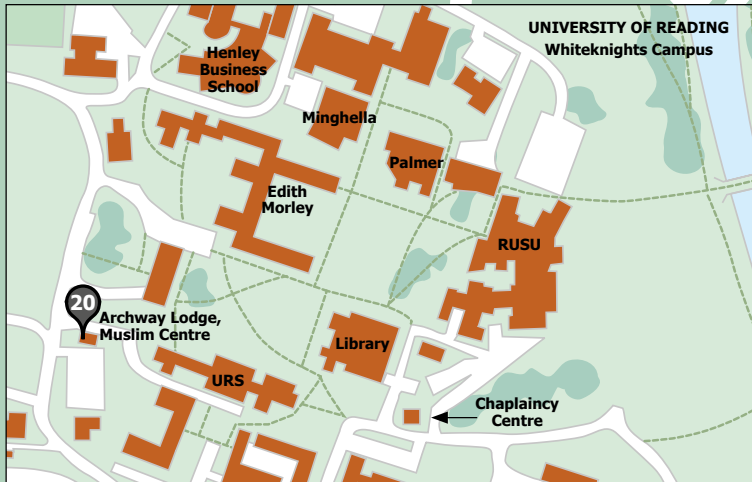 UNIVERSITY OF READING
Whiteknights Campus
Henley
Business
School
Minghella
Palmer
Edith
Morley
RUSU
20
Archway Lodge,
Muslim Centre
Library
URS
Chaplaincy
Centre